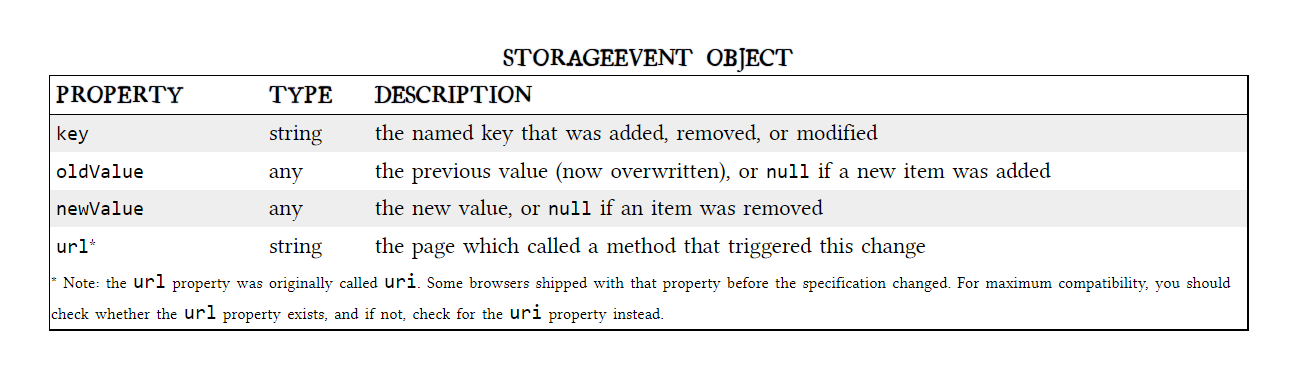 STORAGEEVENT OBJECT
PROPERTY TYPE DESCRIPTION
key string the named key that was added, removed, or modified
oldValue any the previous value (now overwritten), or null if a new item was added
newValue any the new value, or null if an item was removed
url* string the page which called a method that triggered this change
* Note: the url property was originally called uri. Some browsers shipped with that property before the specification changed. For maximum compatibility, you should
check whether the url property exists, and if not, check for the uri property instead.